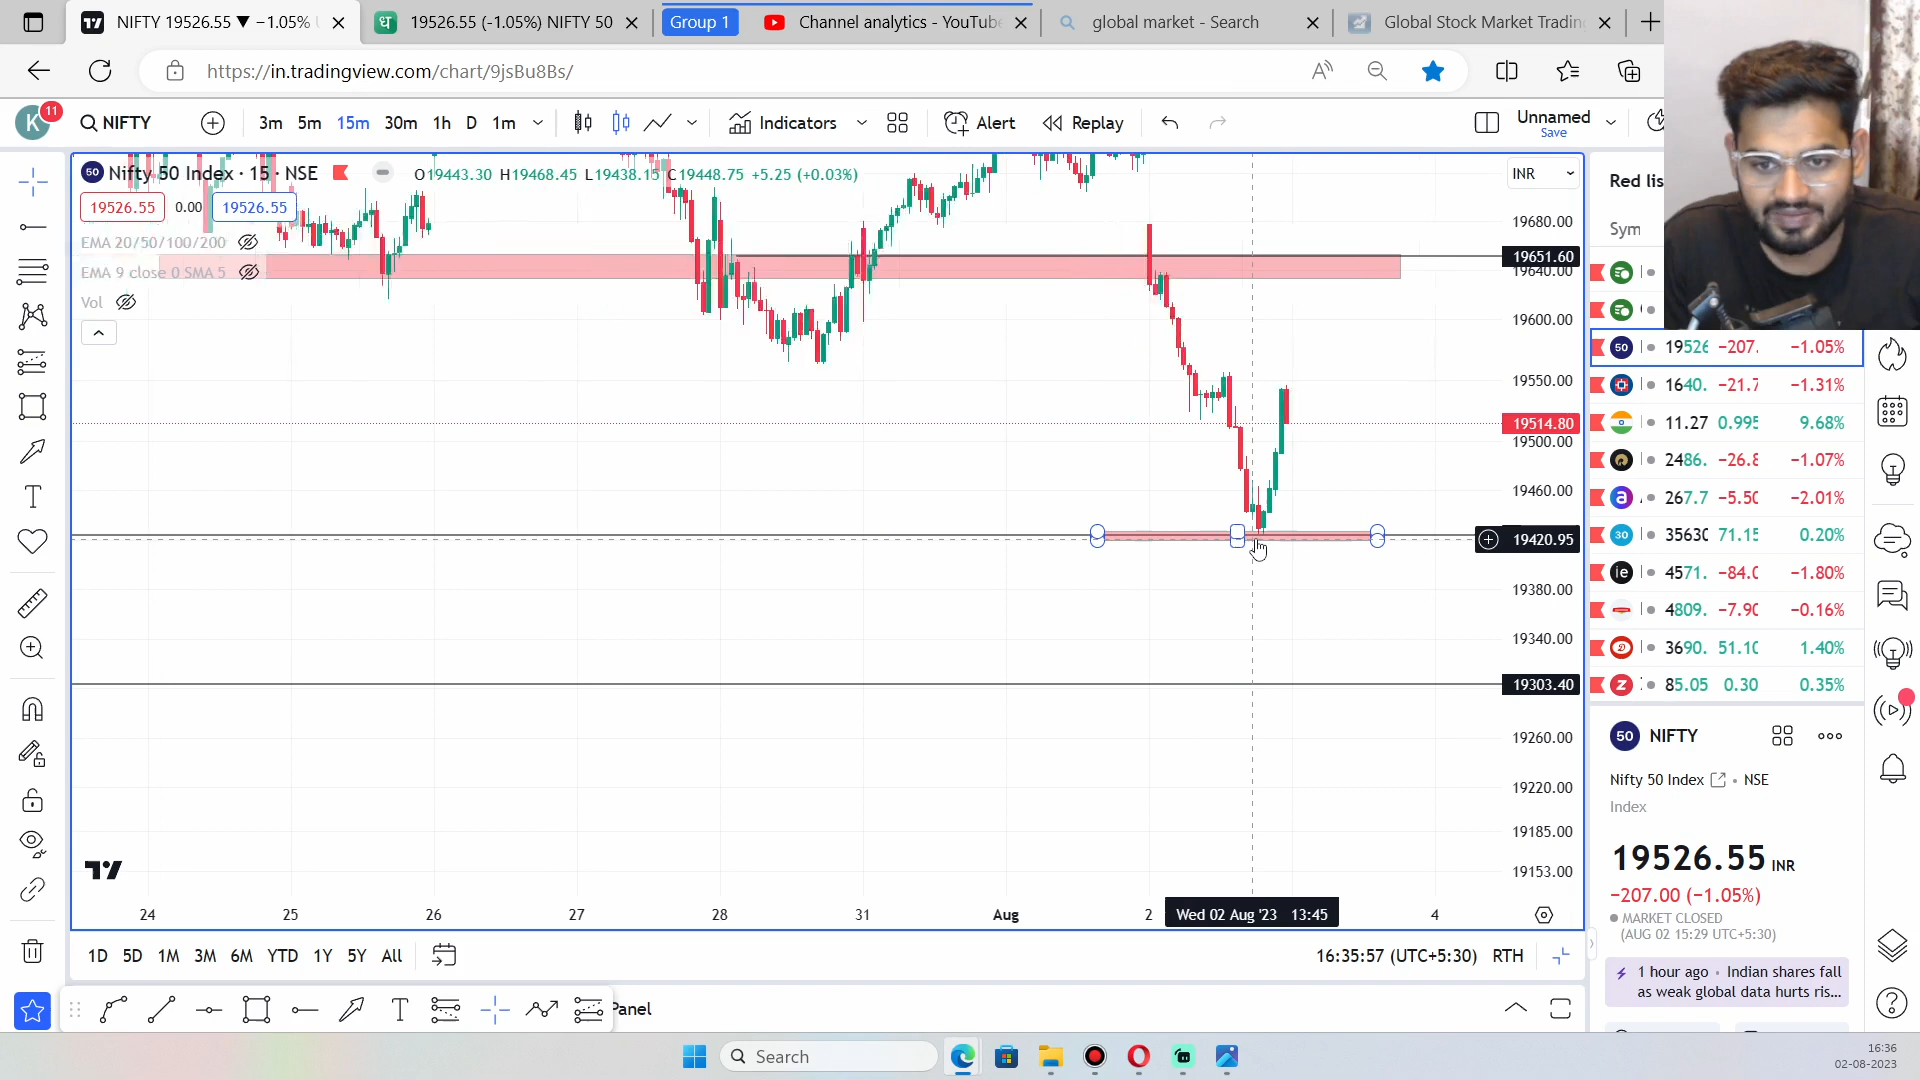 NIFTY 19526.55 ▼ −1.05%
19526.55 (-1.05%) NIFTY 50
Group 1
Channel analytics - YouTube
global market - Search
Global Stock Market Trading
https://in.tradingview.com/chart/9jsBu8Bs/
K
11
NIFTY
3m 5m 15m 30m 1h D 1m
Indicators
Alert
Replay
Unnamed
Save
50 Nifty 50 Index · 15 · NSE
O19443.30 H19468.45 L19438.15 C19448.75 +5.25 (+0.03%)
INR
19526.55 0.00 19526.55
EMA 20/50/100/200
EMA 9 close 0 SMA 5
Vol
19680.00
19651.60
19640.00
19600.00
19550.00
19514.80
19500.00
19460.00
19420.95
19380.00
19340.00
19303.40
19260.00
19220.00
19185.00
19153.00
24 25 26 27 28 31 Aug 2 Wed 02 Aug '23 13:45 4
1D 5D 1M 3M 6M YTD 1Y 5Y All
16:35:57 (UTC+5:30) RTH
Panel
Red lis
Sym
50 19526 −207. −1.05%
1640. −21.7 −1.31%
11.27 0.995 9.68%
2486. −26.8 −1.07%
a 267.7 −5.50 −2.01%
30 35630 71.15 0.20%
ie 4571. −84.0 −1.80%
4809. −7.90 −0.16%
3690. 51.10 1.40%
Z 85.05 0.30 0.35%
50 NIFTY
Nifty 50 Index • NSE
Index
19526.55 INR
−207.00 (−1.05%)
MARKET CLOSED
(AUG 02 15:29 UTC+5:30)
1 hour ago • Indian shares fall
as weak global data hurts ris...
Search
16:36
02-08-2023